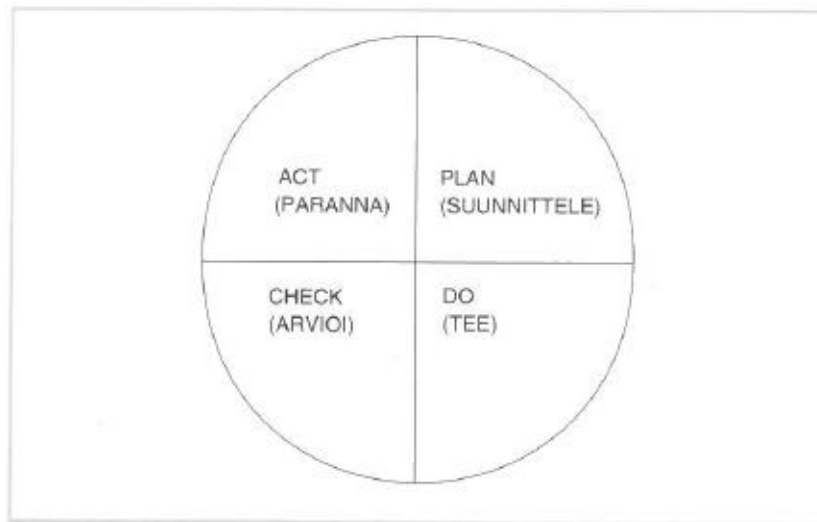 ACT
(PARANNA)
PLAN
(SUUNNITTELE)
CHECK
(ARVIOI)
DO
(TEE)